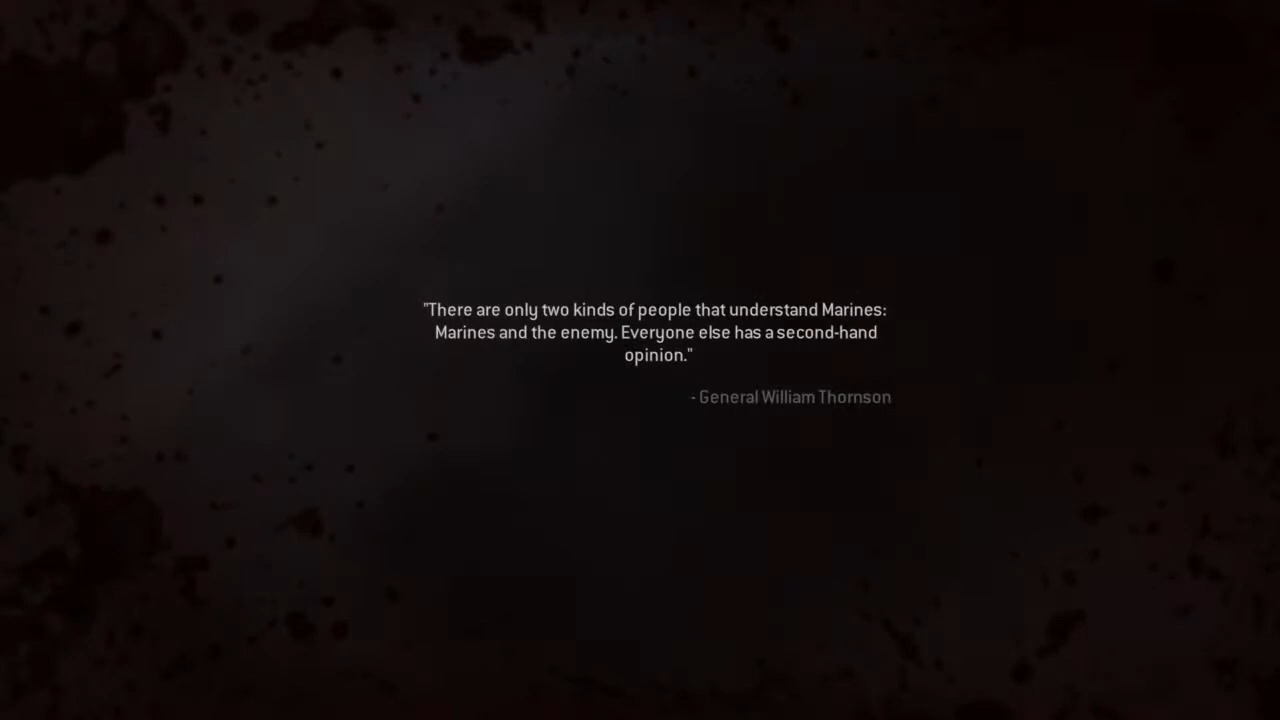 "There are only two kinds of people that understand Marines:
Marines and the enemy. Everyone else has a second-hand
opinion."
- General William Thornson